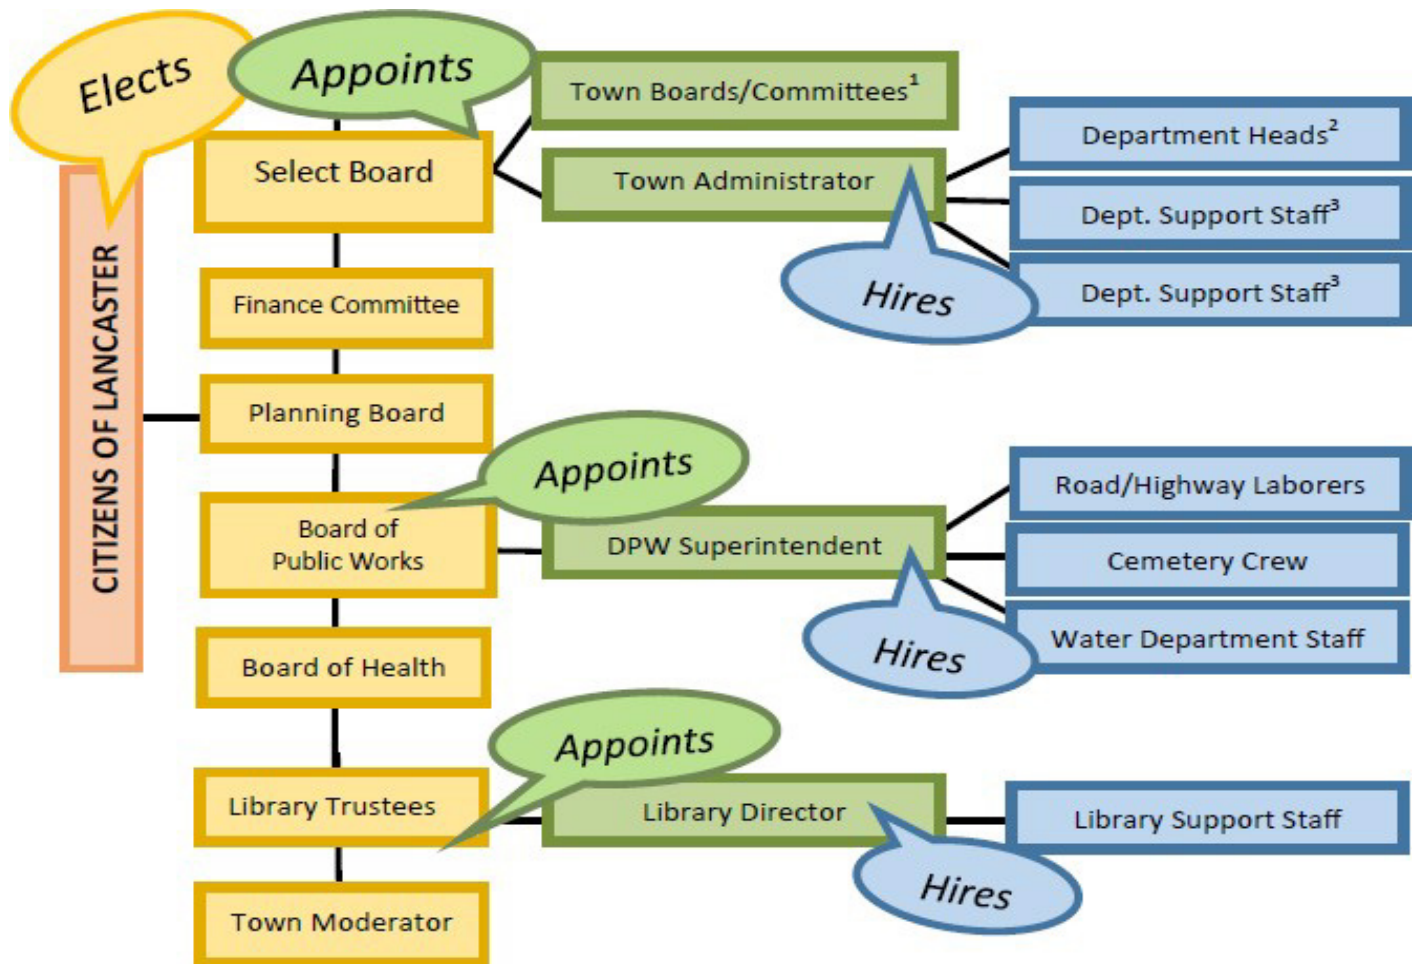 Elects
CITIZENS OF LANCASTER
Appoints
Select Board
Town Boards/Committees¹
Town Administrator
Hires
Department Heads²
Dept. Support Staff³
Dept. Support Staff³
Finance Committee
Planning Board
Appoints
Board of
Public Works
DPW Superintendent
Hires
Road/Highway Laborers
Cemetery Crew
Water Department Staff
Board of Health
Appoints
Library Trustees
Library Director
Hires
Library Support Staff
Town Moderator